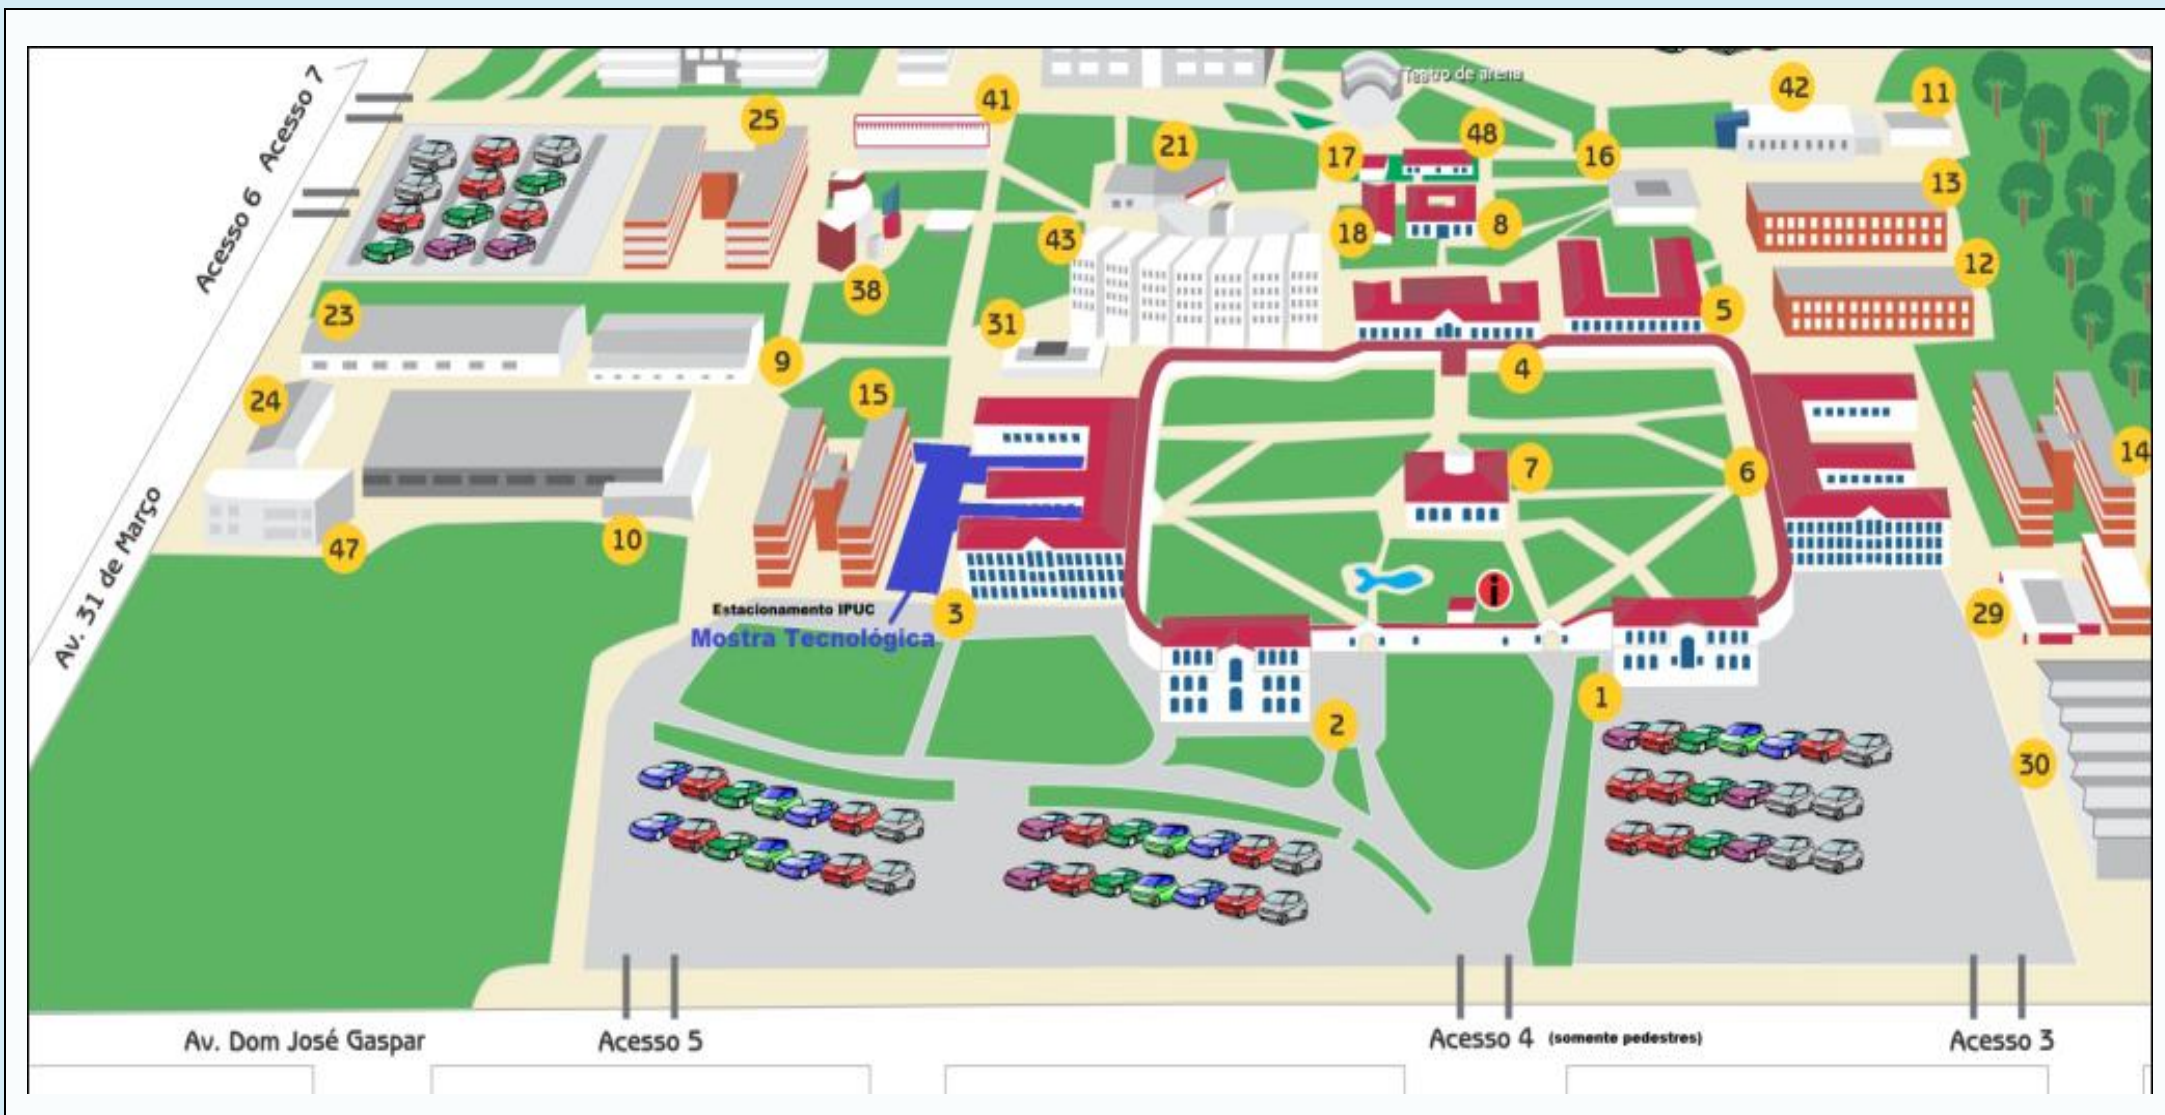 Teatro de arena
Acesso 7
Acesso 6
Av. 31 de Março
41
25
42
11
48
21
17
16
13
18
8
43
12
38
23
31
5
9
4
24
15
7
6
14
10
47
Estacionamento IPUC
Mostra Tecnológica
3
i
29
1
2
30
Av. Dom José Gaspar
Acesso 5
Acesso 4 (somente pedestres)
Acesso 3